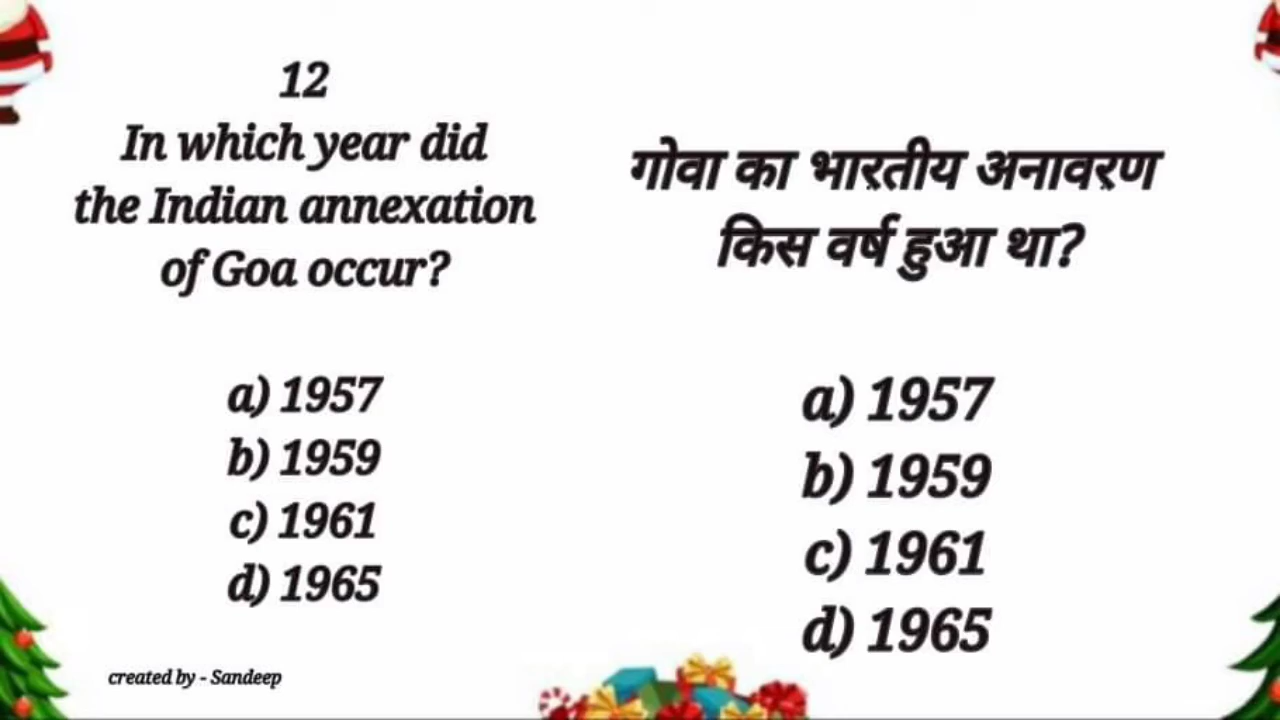 12
In which year did
the Indian annexation
of Goa occur?
a) 1957
b) 1959
c) 1961
d) 1965
created by - Sandeep
गोवा का भारतीय अनावरण
किस वर्ष हुआ था?
a) 1957
b) 1959
c) 1961
d) 1965